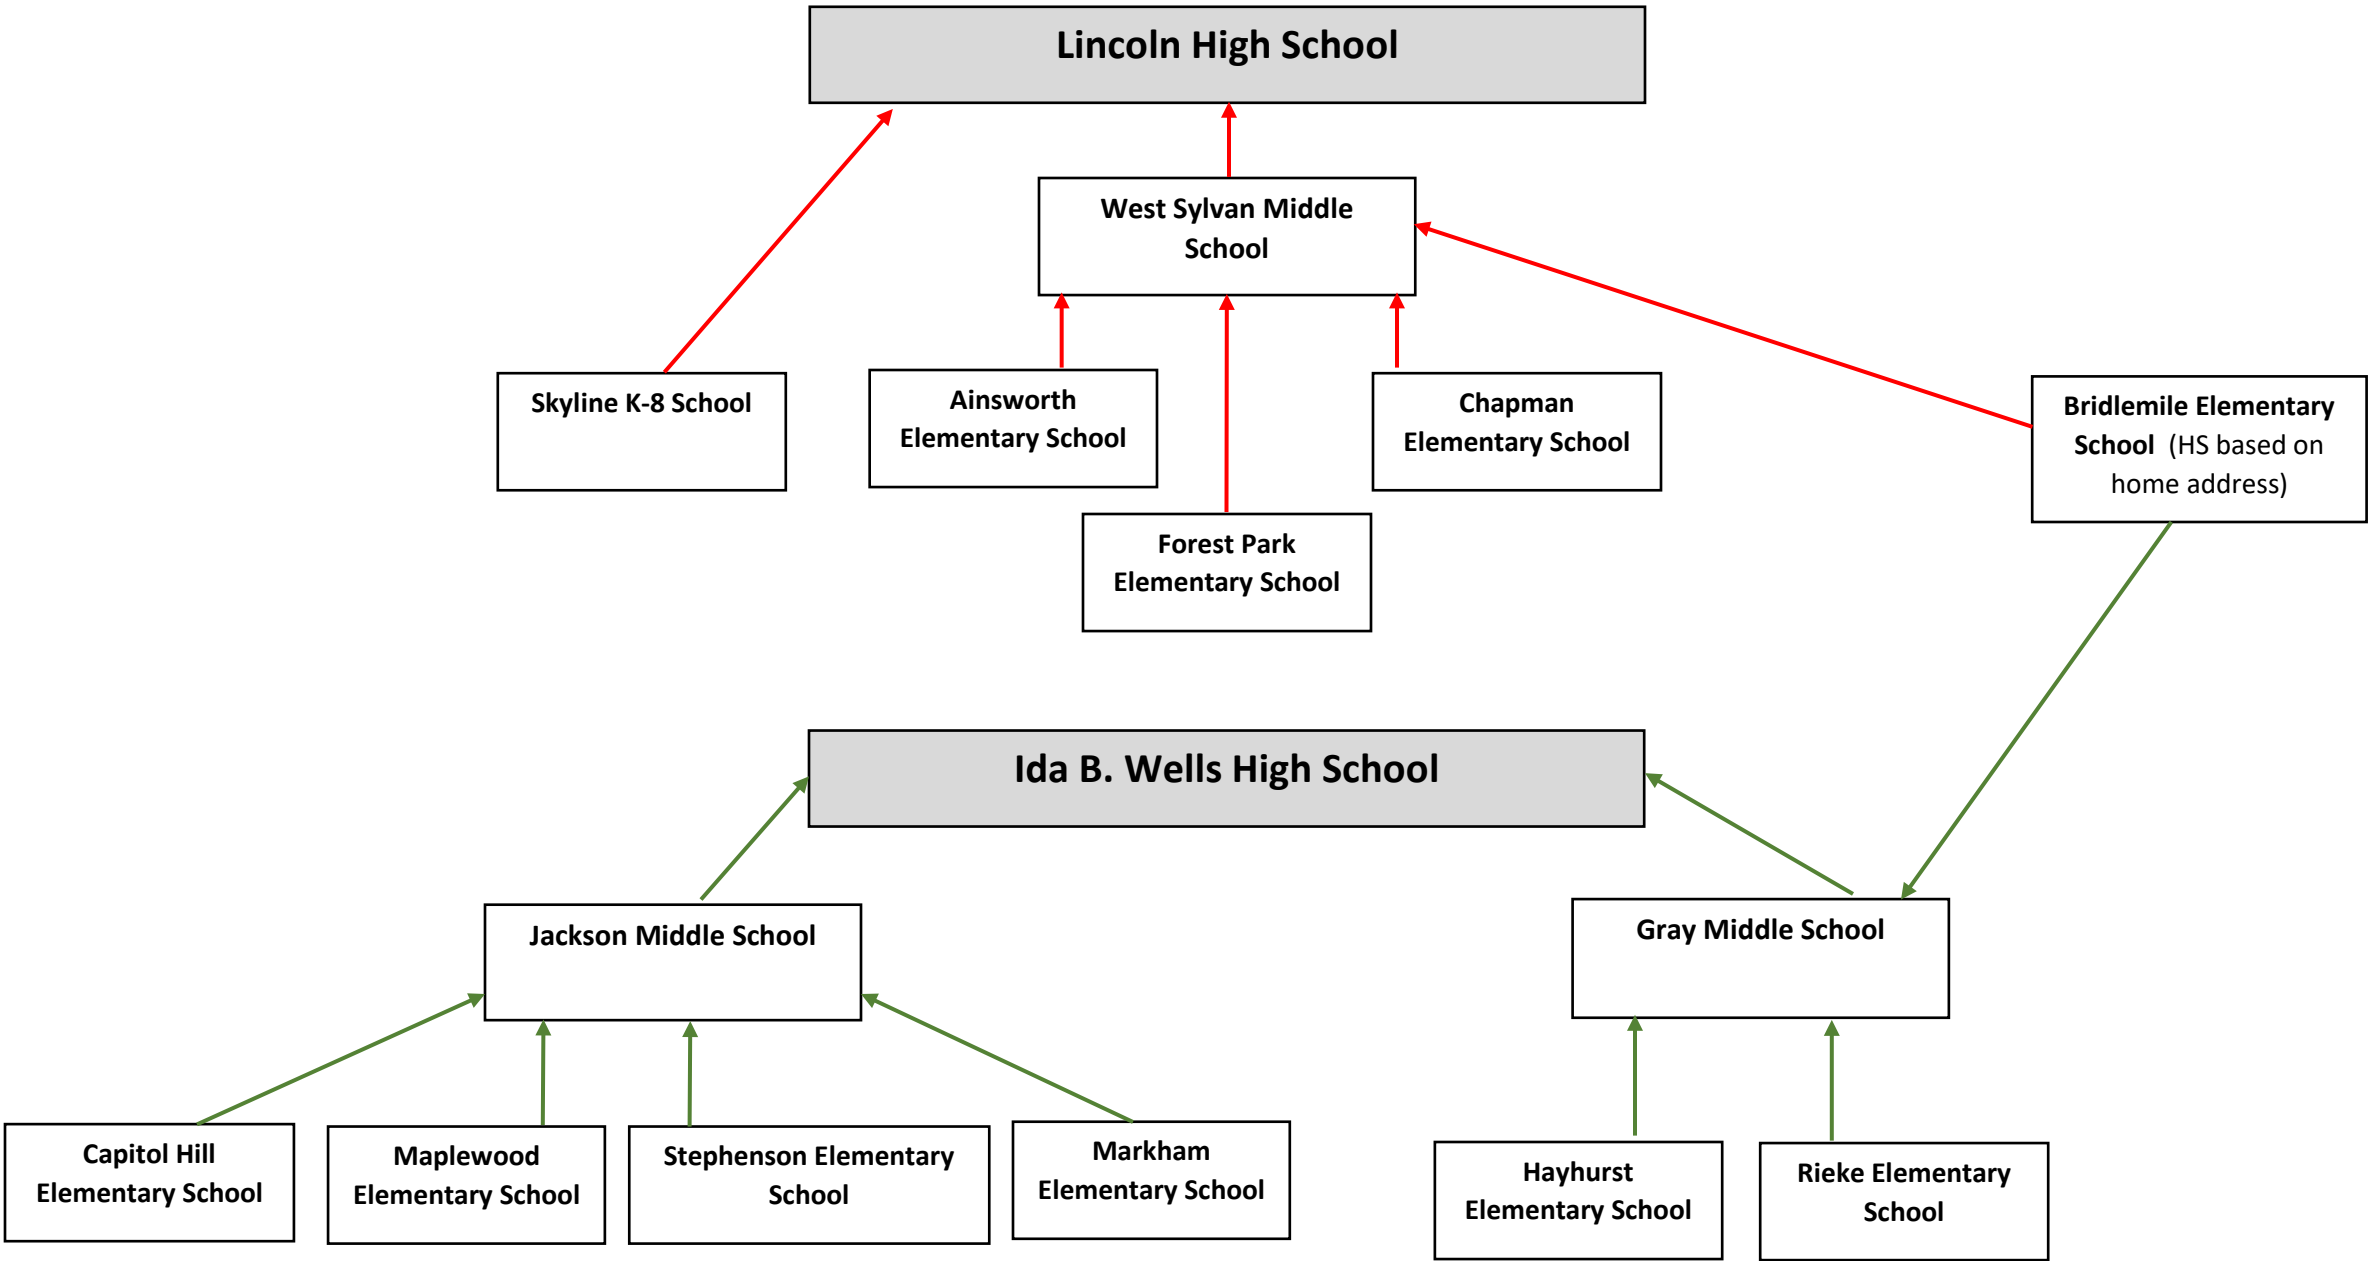 Lincoln High School
West Sylvan Middle
School
Skyline K-8 School
Ainsworth
Elementary School
Chapman
Elementary School
Bridlemile Elementary
School (HS based on
home address)
Forest Park
Elementary School
Ida B. Wells High School
Jackson Middle School
Gray Middle School
Capitol Hill
Elementary School
Maplewood
Elementary School
Stephenson Elementary
School
Markham
Elementary School
Hayhurst
Elementary School
Rieke Elementary
School